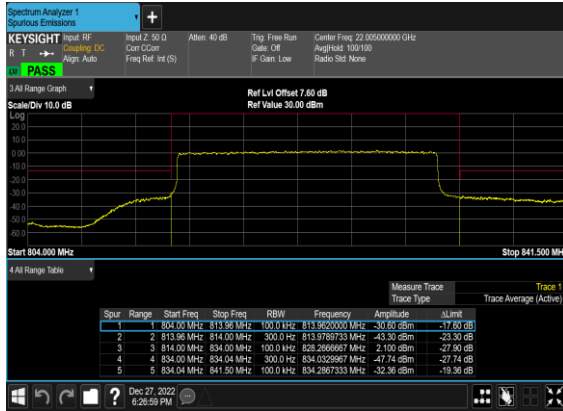 Spectrum Analyzer 1
Spurious Emissions
KEYSIGHT Input: RF Input Z: 50 Ω Atten: 40 dB Trig: Free Run Center Freq: 22.005000000 GHz
R T Coupling: DC Corr CCorr Gate: Off Avg|Hold: 100/100
Align: Auto Freq Ref: Int (S) IF Gain: Low Radio Std: None
PASS
3 All Range Graph
Ref Lvl Offset 7.60 dB
Scale/Div 10.0 dB Ref Value 30.00 dBm
Log
20.0
10.0
0.00
-10.0
-20.0
-30.0
-40.0
-50.0
-60.0
Start 804.000 MHz Stop 841.500 MH
4 All Range Table
Measure Trace Trace 1
Trace Type Trace Average (Active)
Spur Range Start Freq Stop Freq RBW Frequency Amplitude ΔLimit
1 1 804.00 MHz 813.96 MHz 100.0 kHz 813.9620000 MHz -30.60 dBm -17.60 dB
2 2 813.96 MHz 814.00 MHz 300.0 Hz 813.9789733 MHz -43.30 dBm -23.30 dB
3 3 814.00 MHz 834.00 MHz 100.0 kHz 828.2666667 MHz 2.100 dBm -27.90 dB
4 4 834.00 MHz 834.04 MHz 300.0 Hz 834.0329967 MHz -47.74 dBm -27.74 dB
5 5 834.04 MHz 841.50 MHz 100.0 kHz 834.2867333 MHz -32.36 dBm -19.36 dB
Dec 27, 2022
6:26:59 PM